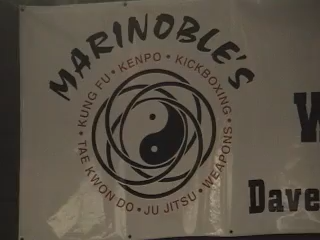 MARINOBLE'S
TAE KWON DO • KUNG FU • KENPO • KICKBOXING • WEAPONS • JU JITSU •
W
Dave